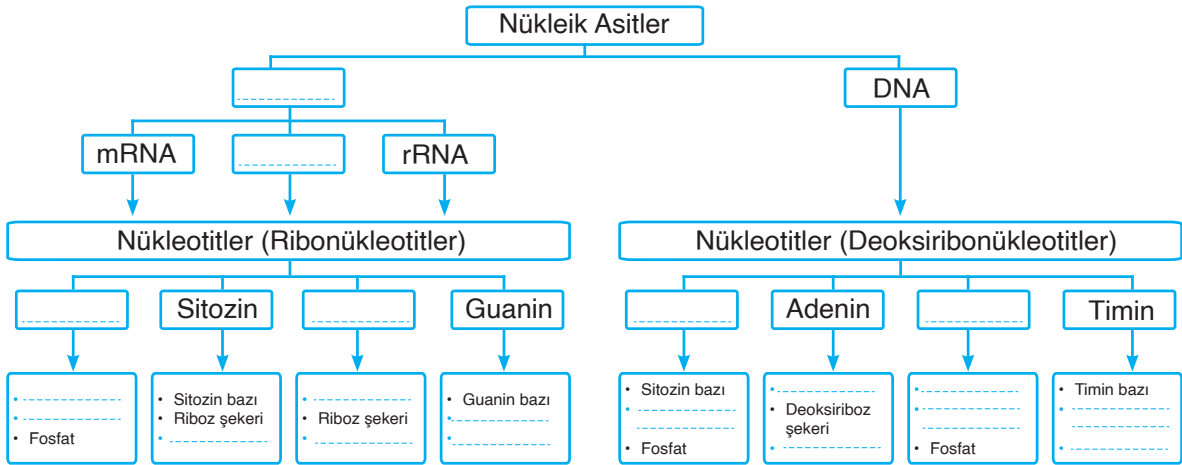 Nükleik Asitler
DNA
mRNA
rRNA
Nükleotitler (Ribonükleotitler)
Nükleotitler (Deoksiribonükleotitler)
Sitozin
Guanin
Adenin
Timin
• Fosfat
• Sitozin bazı
• Riboz şekeri
• Riboz şekeri
• Guanin bazı
• Sitozin bazı
• Fosfat
• Deoksiriboz
şekeri
• Fosfat
• Timin bazı